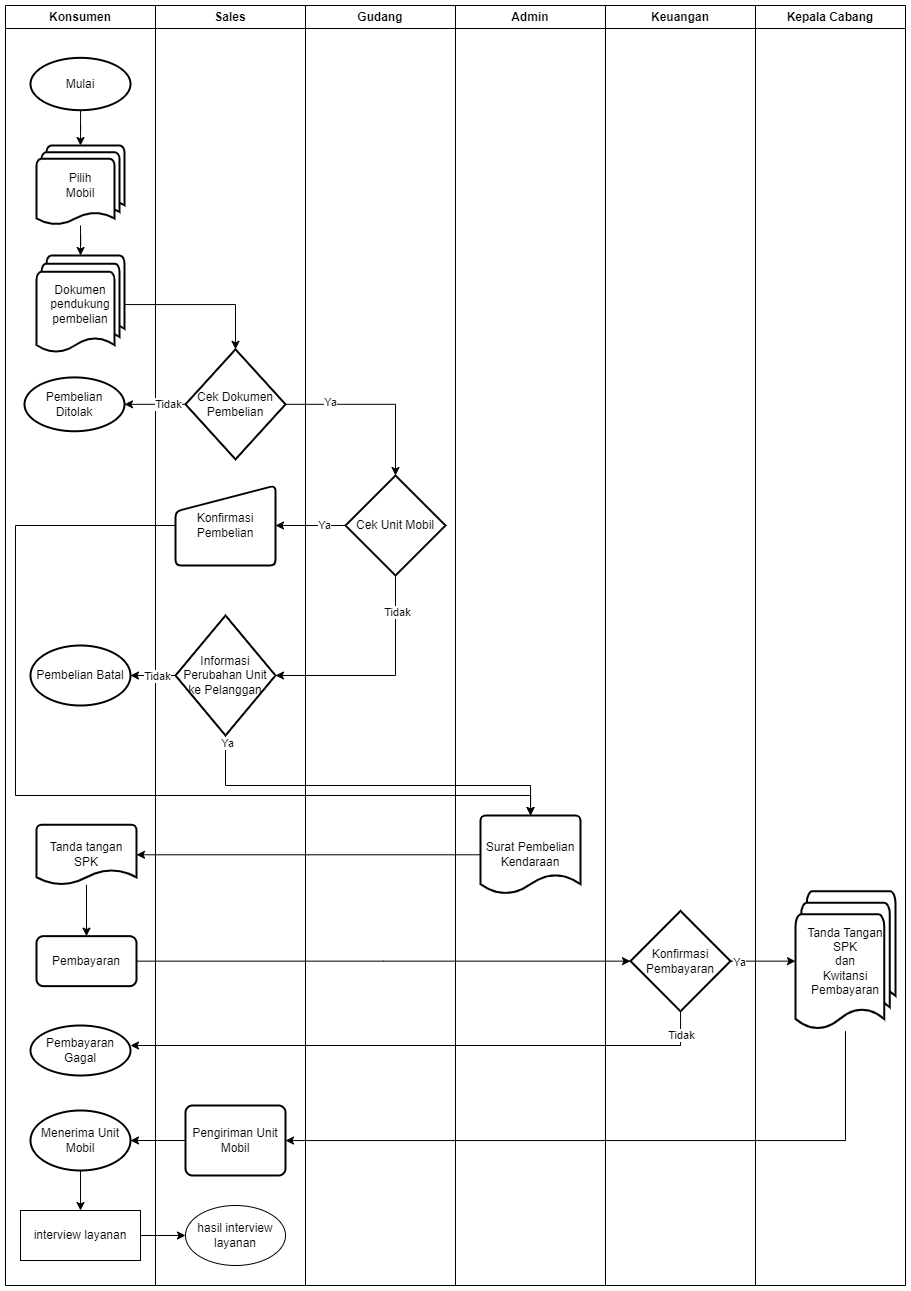 Konsumen
Sales
Gudang
Admin
Keuangan
Kepala Cabang
Mulai
Pilih
Mobil
Dokumen
pendukung
pembelian
Pembelian
Ditolak
Tidak
Cek Dokumen
Pembelian
Ya
Konfirmasi
Pembelian
Ya
Cek Unit Mobil
Tidak
Pembelian Batal
Tidak
Informasi
Perubahan Unit
ke Pelanggan
Ya
Tanda tangan
SPK
Surat Pembelian
Kendaraan
Pembayaran
Konfirmasi
Pembayaran
Ya
Tanda Tangan
SPK
dan
Kwitansi
Pembayaran
Tidak
Pembayaran
Gagal
Menerima Unit
Mobil
Pengiriman Unit
Mobil
interview layanan
hasil interview
layanan